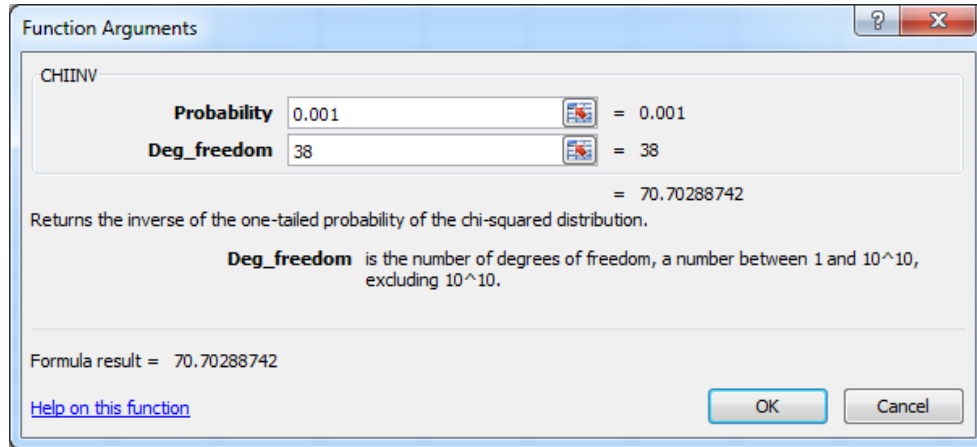 Function Arguments
CHIINV
Probability 0.001 = 0.001
Deg_freedom 38 = 38
= 70.70288742
Returns the inverse of the one-tailed probability of the chi-squared distribution.
Deg_freedom is the number of degrees of freedom, a number between 1 and 10^10,
excluding 10^10.
Formula result = 70.70288742
Help on this function
OK Cancel